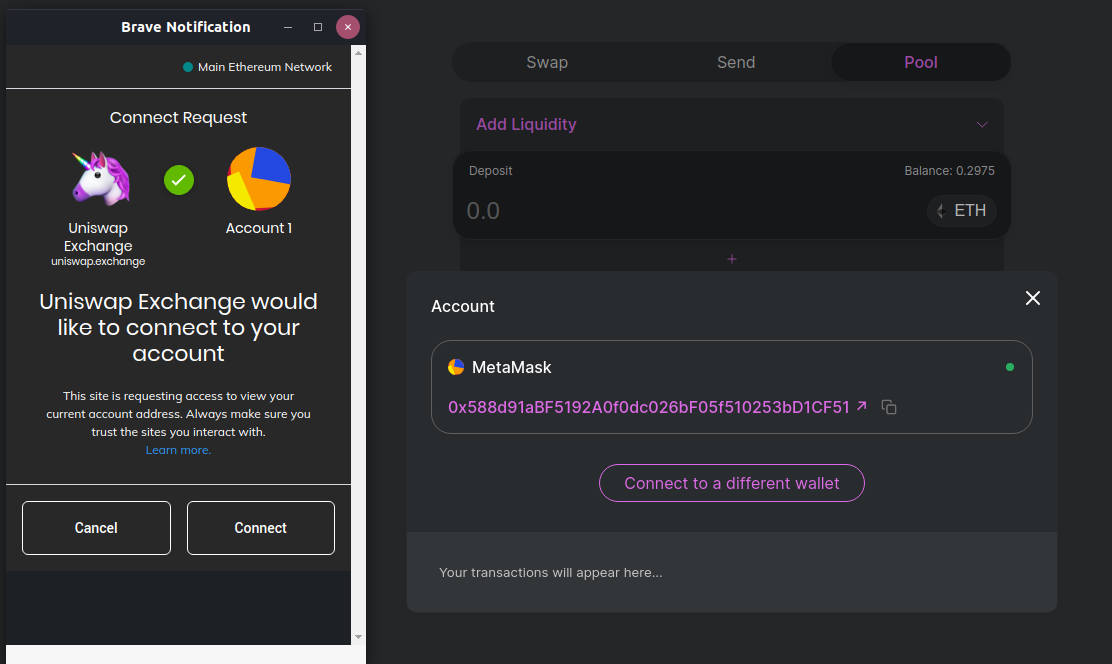 Brave Notification
Main Ethereum Network
Connect Request
Uniswap
Exchange
uniswap.exchange
Account 1
Uniswap Exchange would
like to connect to your
account
This site is requesting access to view your
current account address. Always make sure you
trust the sites you interact with.
Learn more.
Cancel
Connect
Swap
Send
Pool
Add Liquidity
Deposit
Balance: 0.2975
0.0
ETH
+
Account
MetaMask
0x588d91aBF5192A0f0dc026bF05f510253bD1CF51 ↗
Connect to a different wallet
Your transactions will appear here...